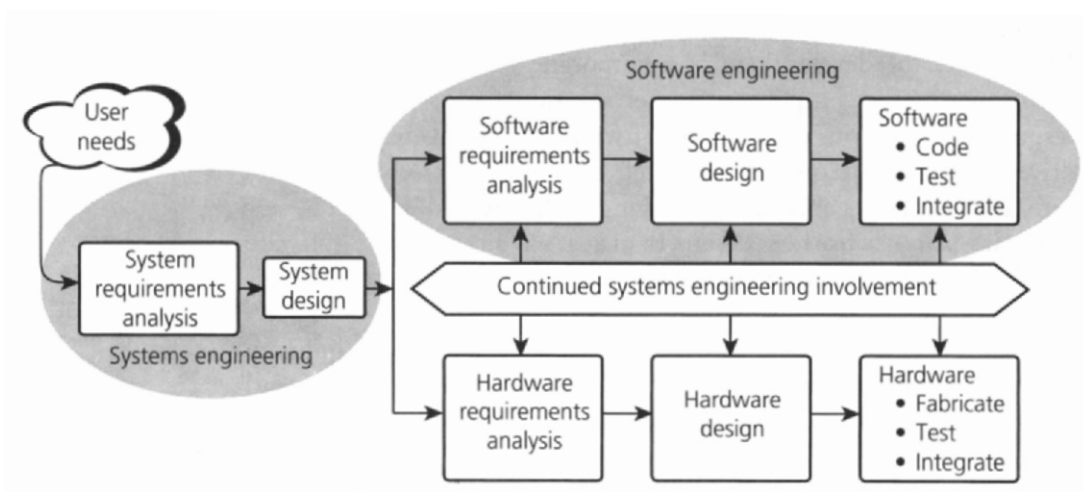 User
needs
System
requirements
analysis
System
design
Systems engineering
Software engineering
Software
requirements
analysis
Software
design
Software
• Code
• Test
• Integrate
Continued systems engineering involvement
Hardware
requirements
analysis
Hardware
design
Hardware
• Fabricate
• Test
• Integrate